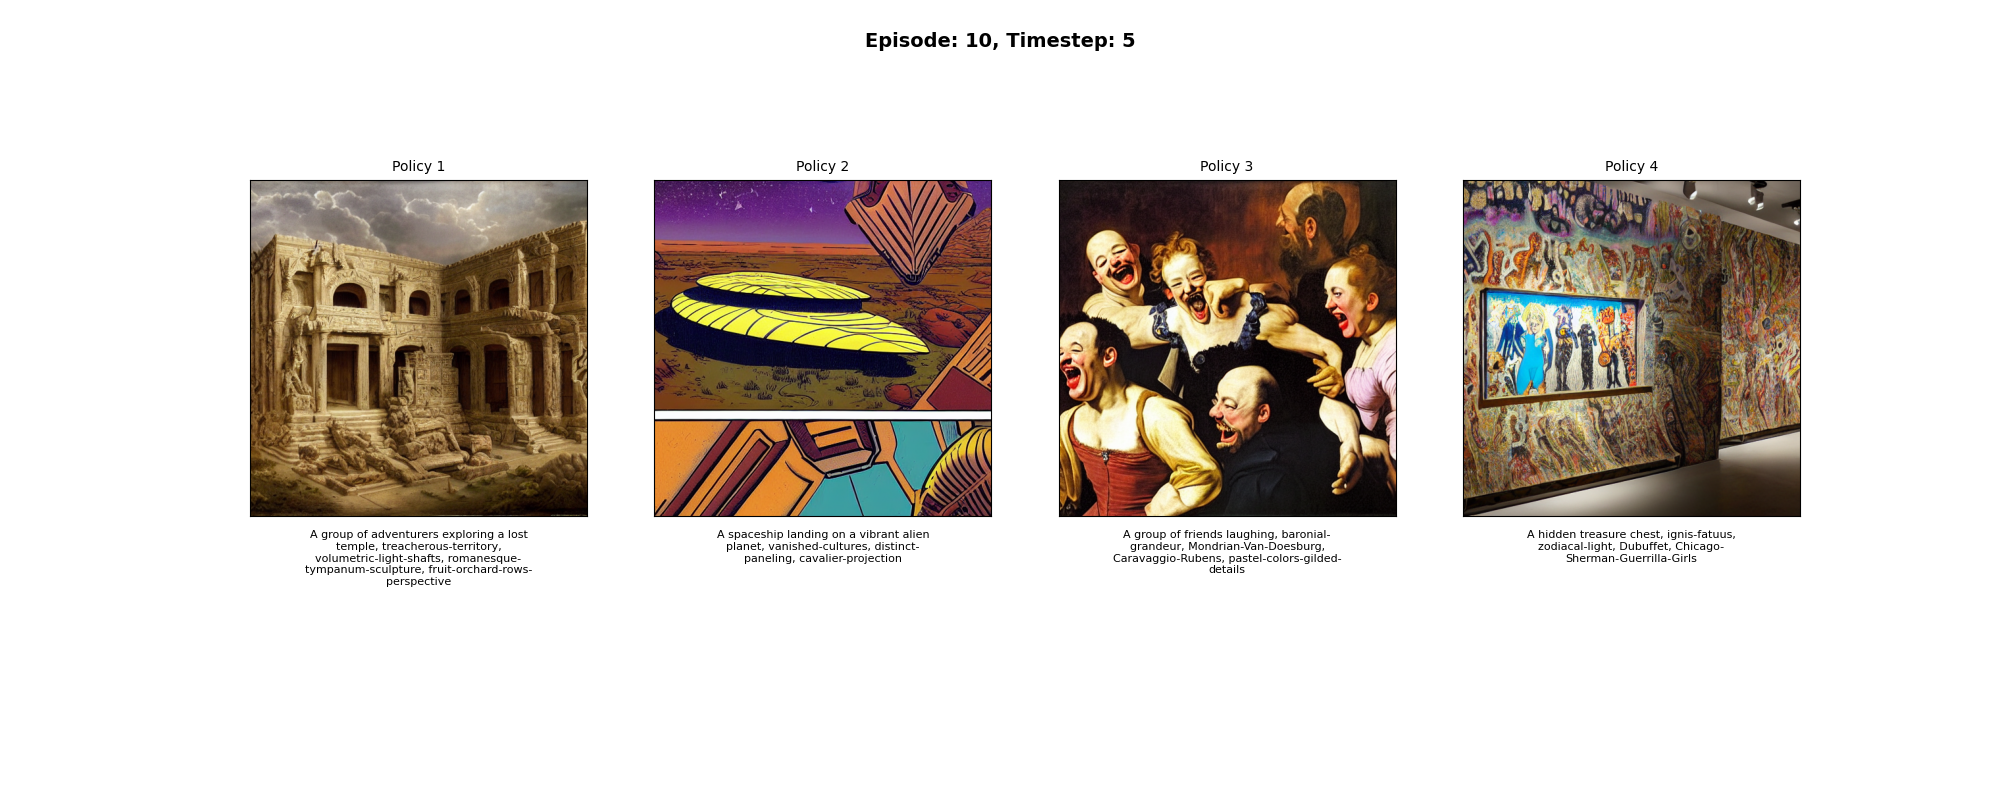 Episode: 10, Timestep: 5
Policy 1
A group of adventurers exploring a lost
temple, treacherous-territory,
volumetric-light-shafts, romanesque-
tympanum-sculpture, fruit-orchard-rows-
perspective
Policy 2
A spaceship landing on a vibrant alien
planet, vanished-cultures, distinct-
paneling, cavalier-projection
Policy 3
A group of friends laughing, baronial-
grandeur, Mondrian-Van-Doesburg,
Caravaggio-Rubens, pastel-colors-gilded-
details
Policy 4
A hidden treasure chest, ignis-fatuus,
zodiacal-light, Dubuffet, Chicago-
Sherman-Guerrilla-Girls